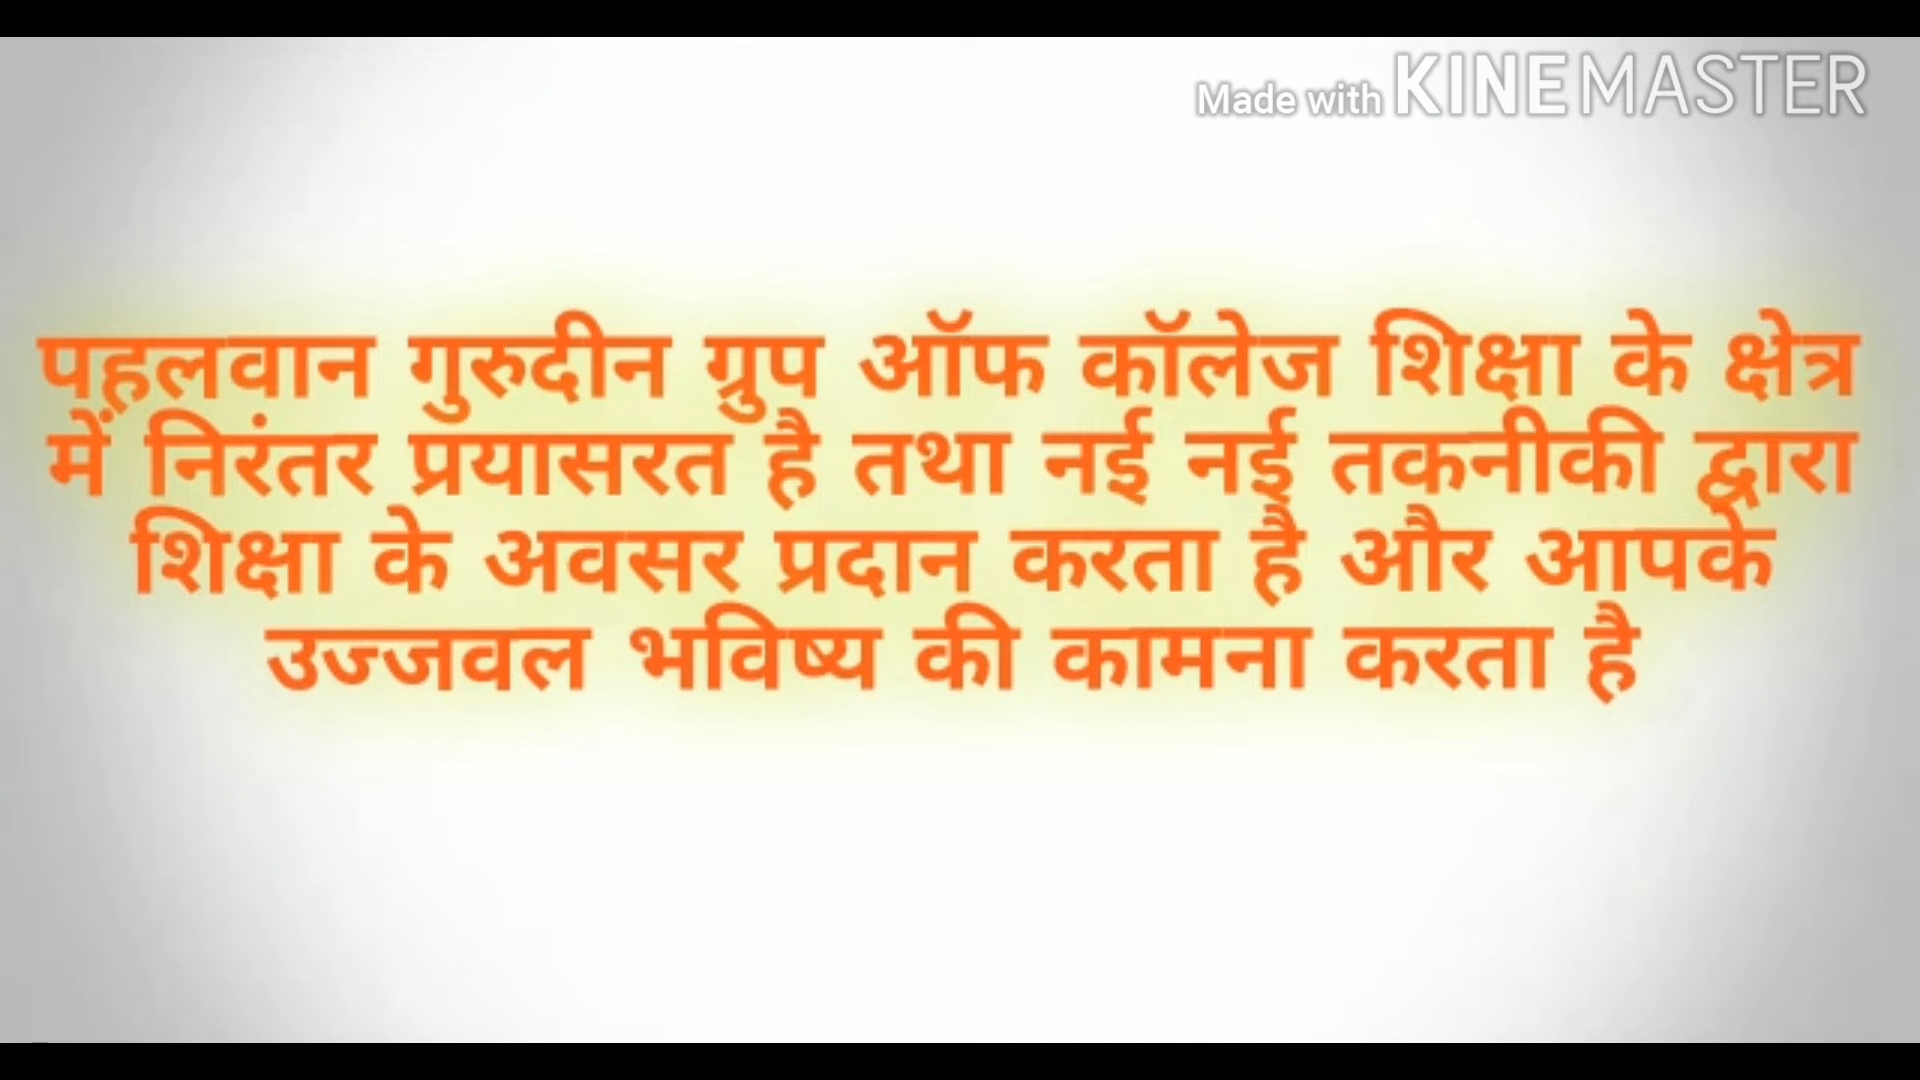 Made with KINEMASTER
पहलवान गुरुदीन ग्रुप ऑफ कॉलेज शिक्षा के क्षेत्र
में निरंतर प्रयासरत है तथा नई नई तकनीकी द्वारा
शिक्षा के अवसर प्रदान करता है और आपके
उज्जवल भविष्य की कामना करता है